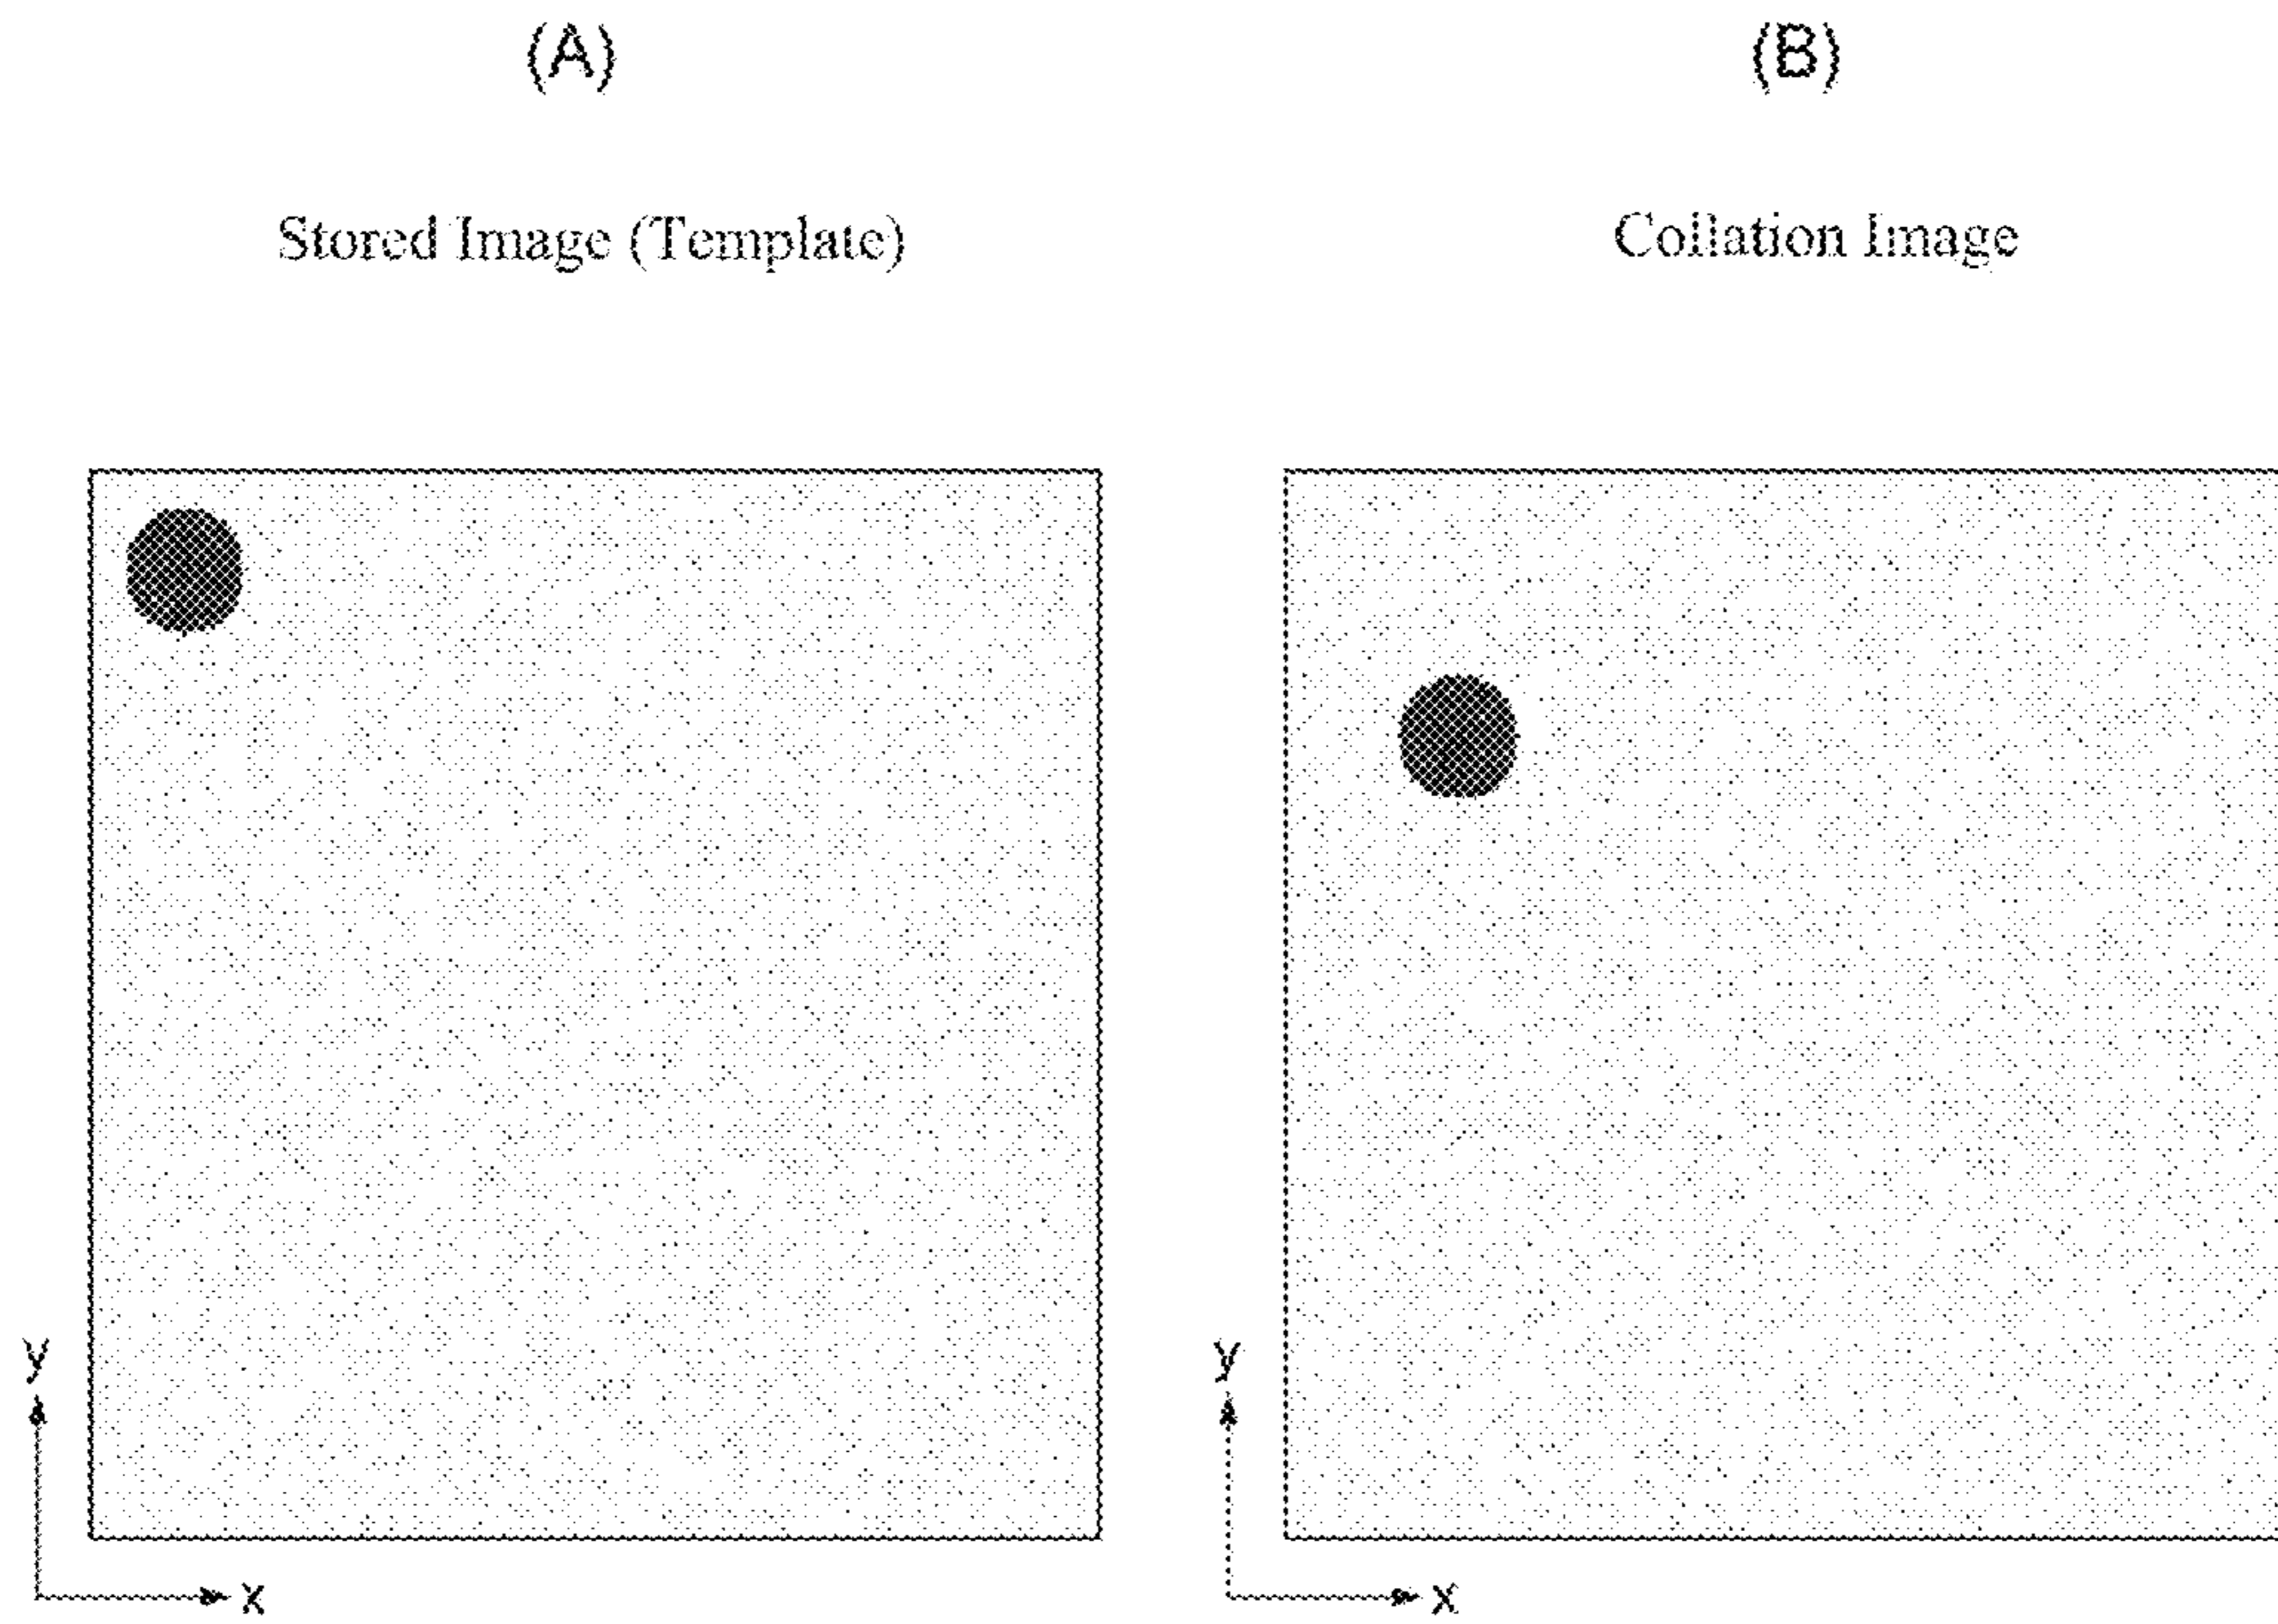 (A)
Stored Image (Template)
y
x
(B)
Collation Image
y
x